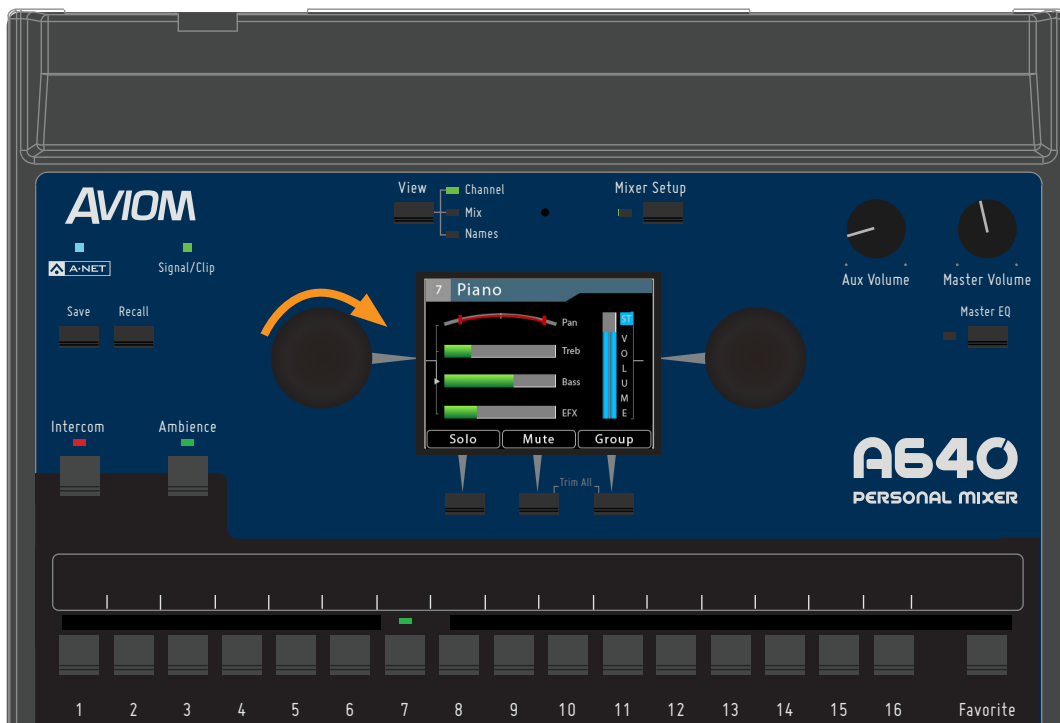 AVIOM
A-NET
Signal/Clip
Save
Recall
Intercom
Ambience
View
Channel
Mix
Names
Mixer Setup
7 Piano
Pan
Treb
Bass
EFX
ST
VOLUME
Solo
Mute
Group
Trim All
Aux Volume
Master Volume
Master EQ
A640
PERSONAL MIXER
1 2 3 4 5 6 7 8 9 10 11 12 13 14 15 16 Favorite